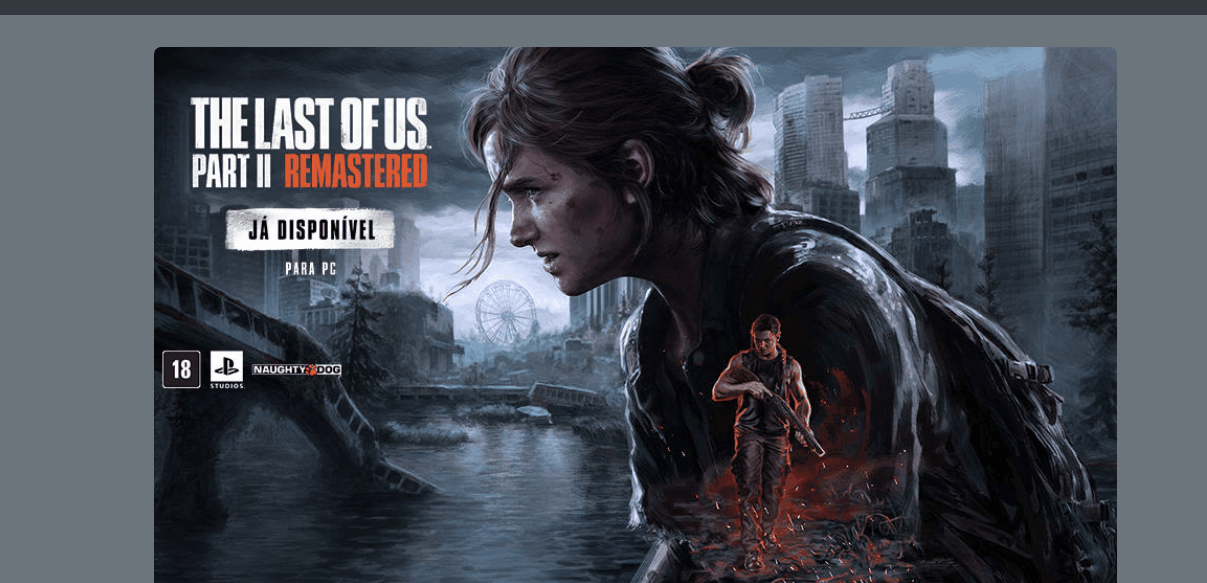 THE LAST OF US
PART II REMASTERED
JÁ DISPONÍVEL
PARA PC
18
STUDIOS
NAUGHTY DOG